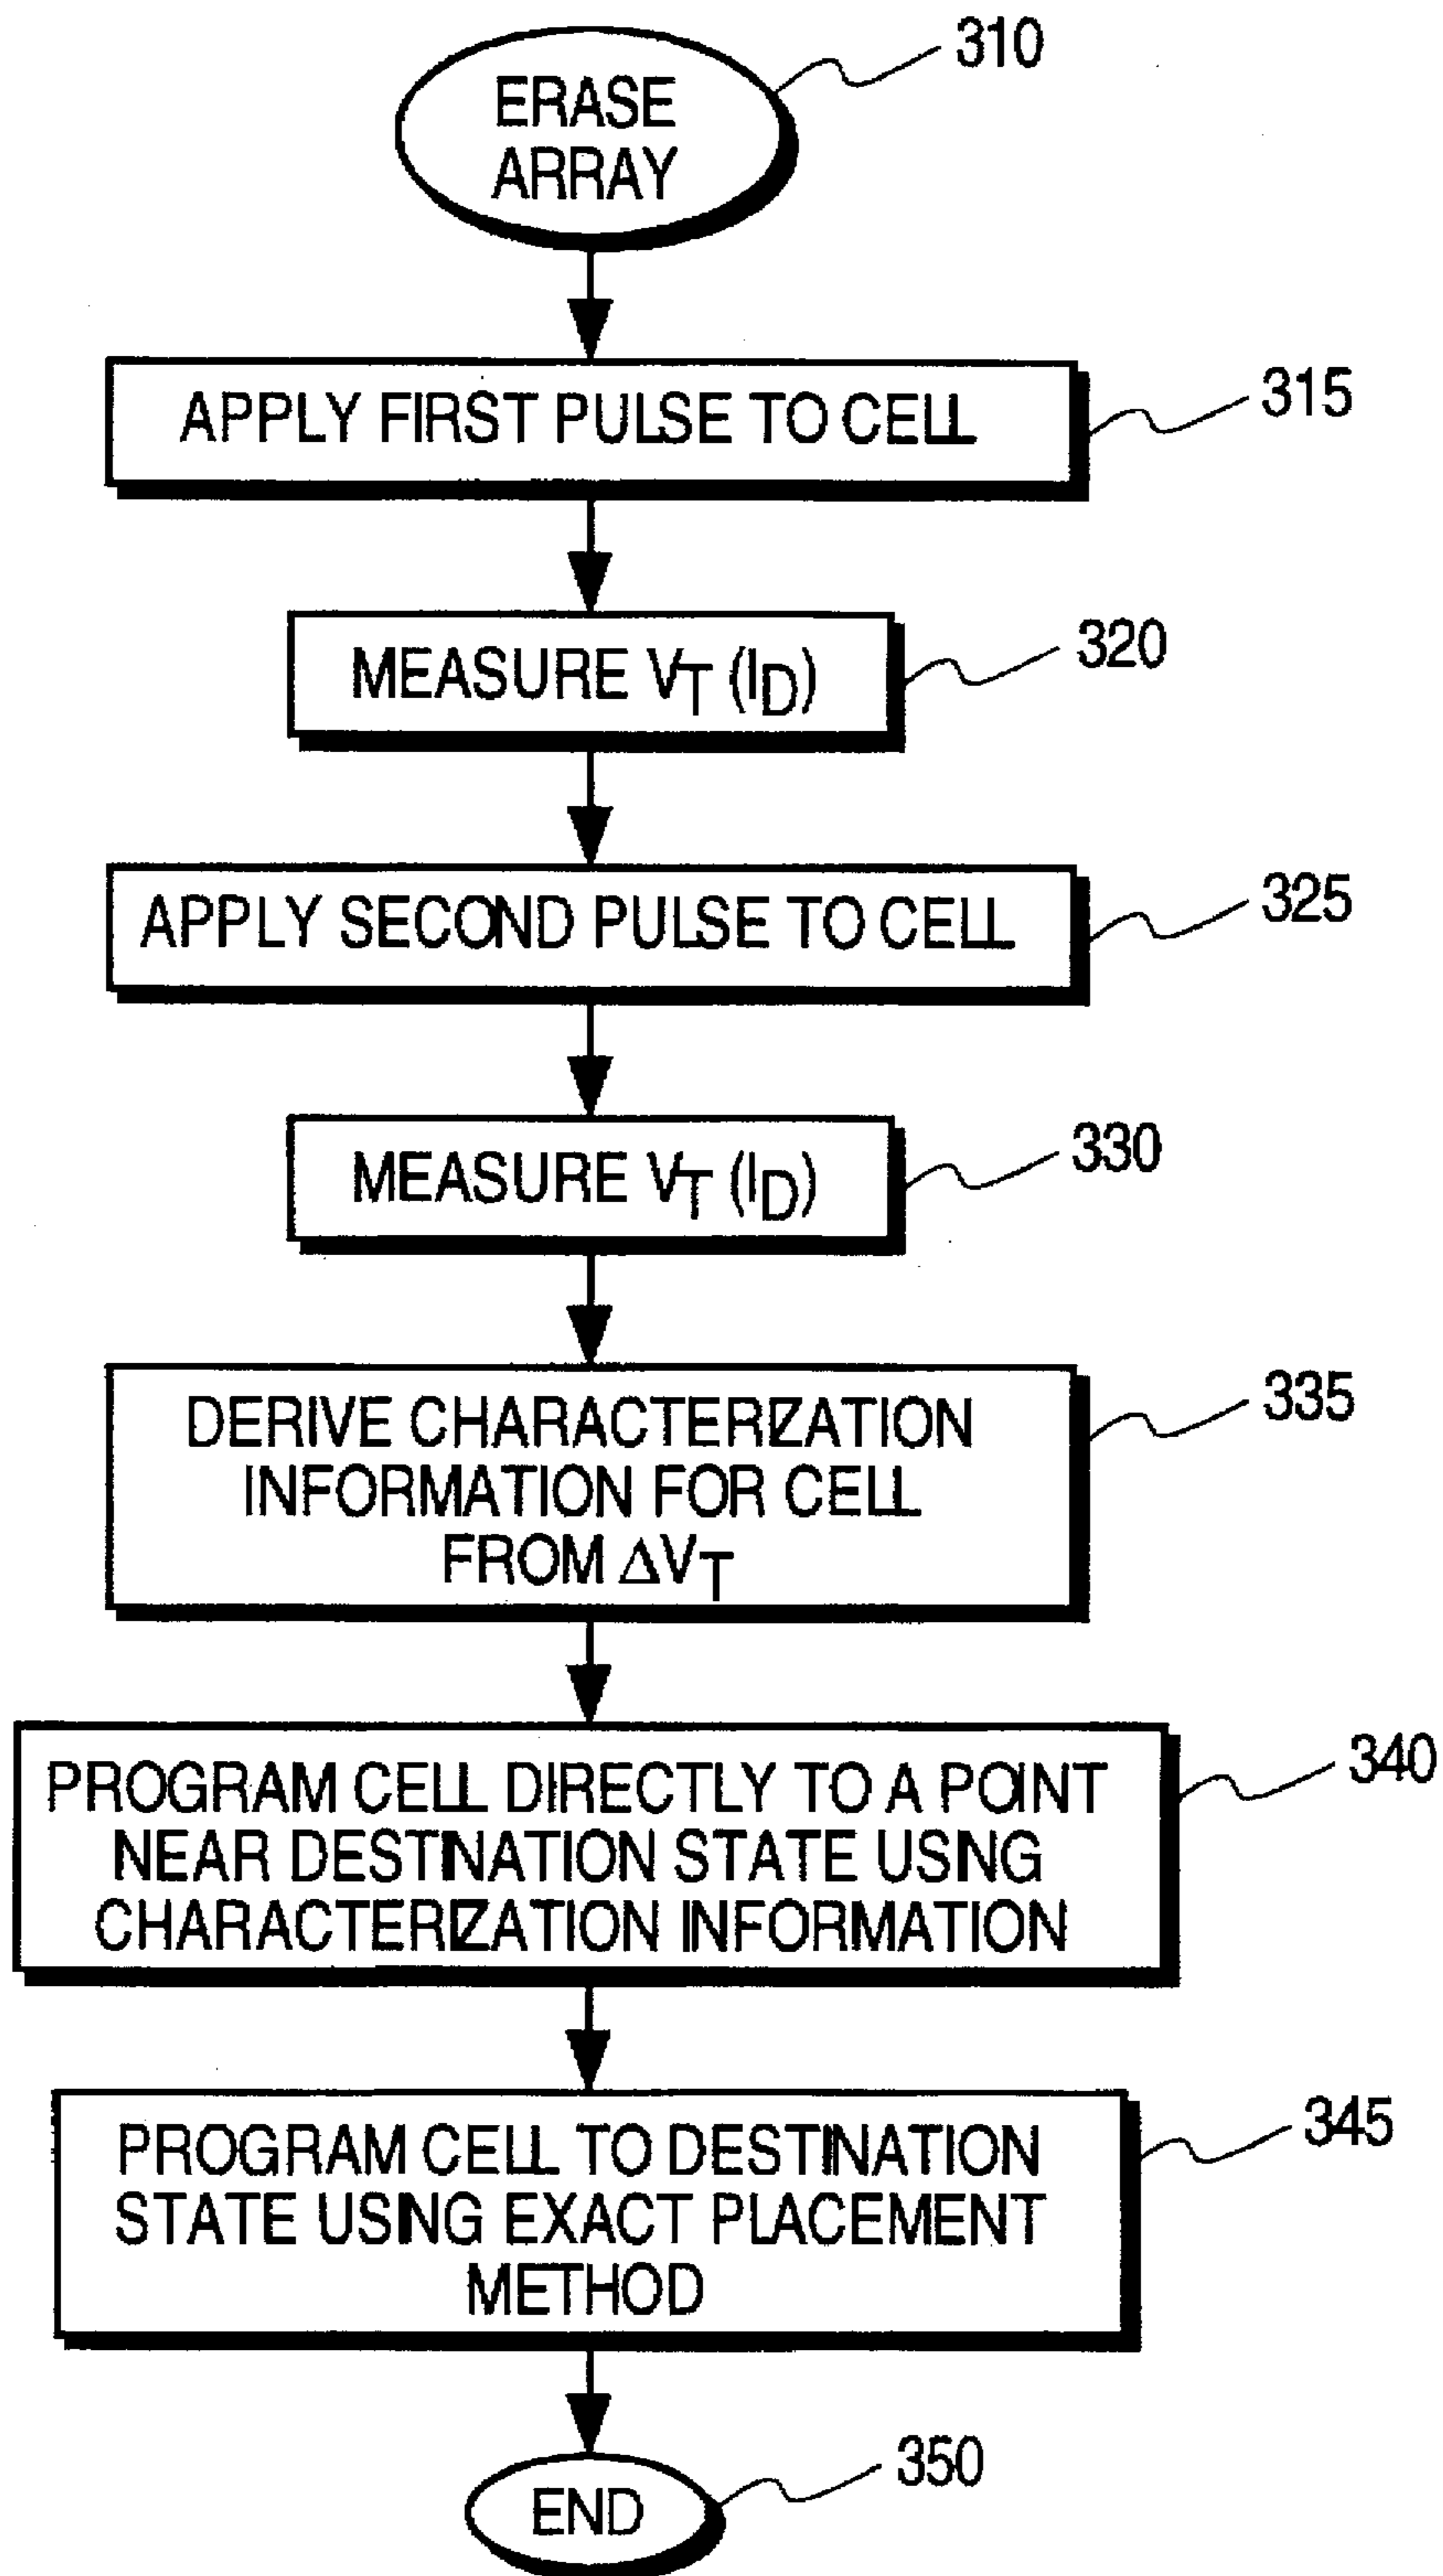 ERASE
ARRAY
310
APPLY FIRST PULSE TO CELL
315
MEASURE VT (ID)
320
APPLY SECOND PULSE TO CELL
325
MEASURE VT (ID)
330
DERIVE CHARACTERIZATION
INFORMATION FOR CELL
FROM ΔVT
335
PROGRAM CELL DIRECTLY TO A POINT
NEAR DESTINATION STATE USING
CHARACTERIZATION INFORMATION
340
PROGRAM CELL TO DESTINATION
STATE USING EXACT PLACEMENT
METHOD
345
END
350